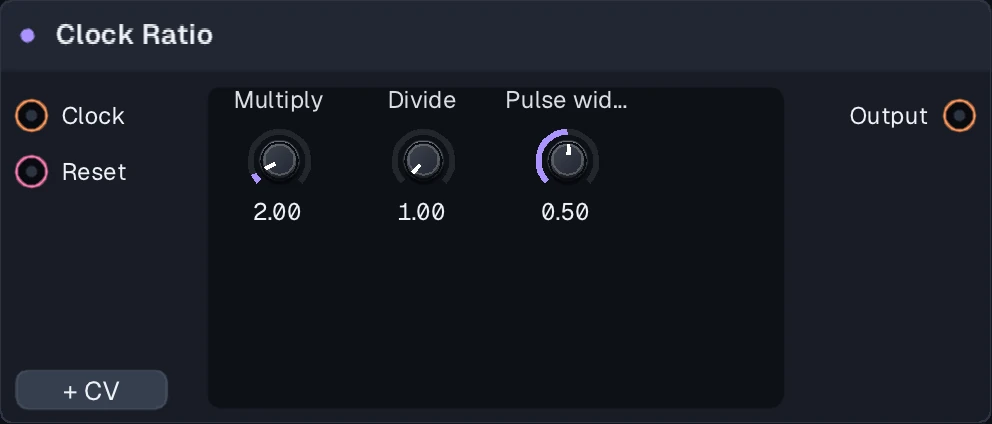 Clock Ratio
Clock
Reset
Multiply Divide Pulse wid...
2.00 1.00 0.50
Output
+ CV